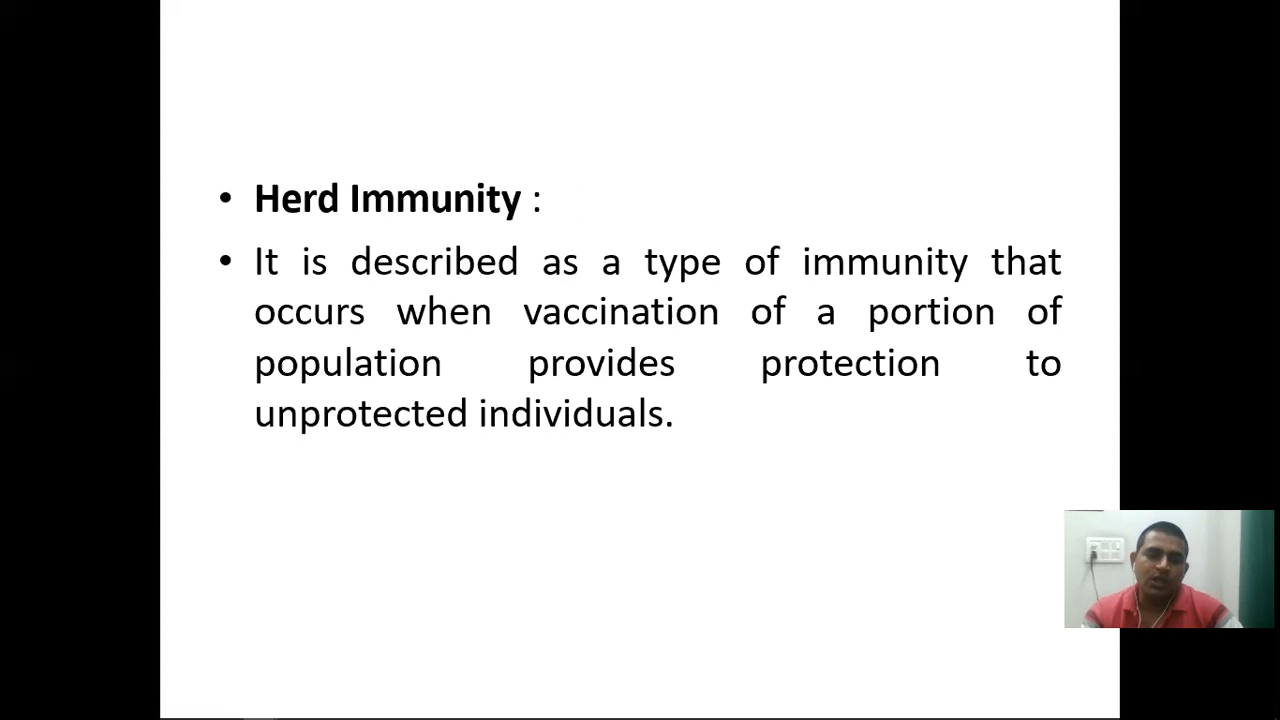 • Herd Immunity :
• It is described as a type of immunity that
occurs when vaccination of a portion of
population provides protection to
unprotected individuals.